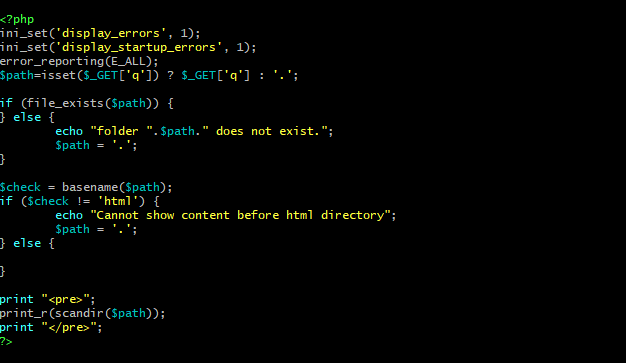 <?php
ini_set('display_errors', 1);
ini_set('display_startup_errors', 1);
error_reporting(E_ALL);
$path=isset($_GET['q']) ? $_GET['q'] : '.';
if (file_exists($path)) {
} else {
echo "folder ".$path." does not exist.";
$path = '.';
}
$check = basename($path);
if ($check != 'html') {
echo "Cannot show content before html directory";
$path = '.';
} else {
}
print "<pre>";
print_r(scandir($path));
print "</pre>";
?>